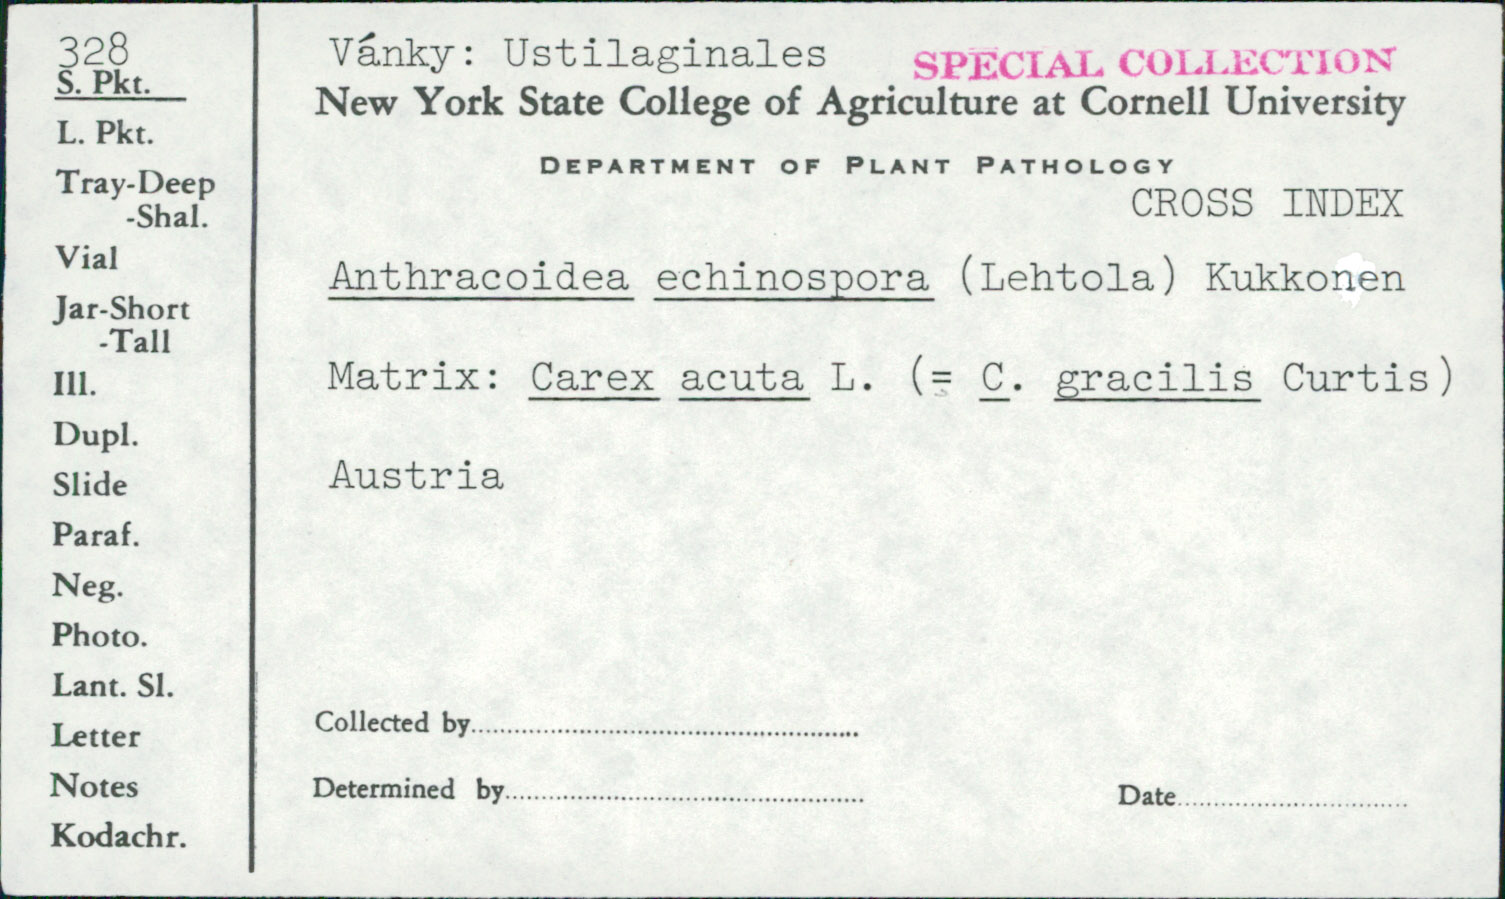 328
S. Pkt.
L. Pkt.
Tray-Deep
-Shal.
Vial
Jar-Short
-Tall
Ill.
Dupl.
Slide
Paraf.
Neg.
Photo.
Lant. Sl.
Letter
Notes
Kodachr.
Vánky: Ustilaginales
SPECIAL COLLECTION
New York State College of Agriculture at Cornell University
DEPARTMENT OF PLANT PATHOLOGY
CROSS INDEX
Anthracoidea echinospora (Lehtola) Kukkonen
Matrix: Carex acuta L. (= C. gracilis Curtis)
Austria
Collected by
Determined by
Date